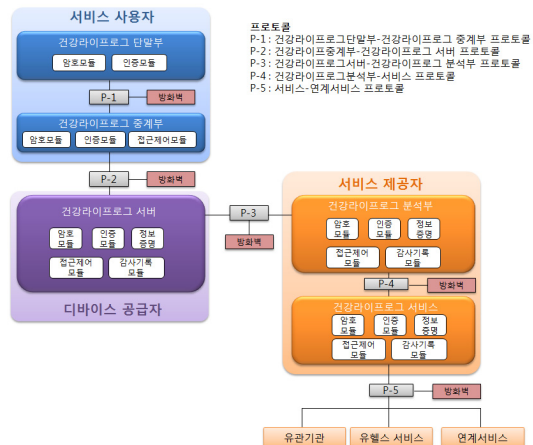 서비스 사용자
건강라이프로그 단말부
암호모듈
인증모듈
P-1
방화벽
건강라이프로그 중계부
암호모듈
인증모듈
접근제어모듈
P-2
방화벽
건강라이프로그 서버
암호
모듈
인증
모듈
정보
증명
접근제어
모듈
감사기록
모듈
디바이스 공급자
P-3
방화벽
프로토콜
P-1 : 건강라이프로그단말부-건강라이프로그 중계부 프로토콜
P-2 : 건강라이프중계부-건강라이프로그 서버 프로토콜
P-3 : 건강라이프로그서버-건강라이프로그 분석부 프로토콜
P-4 : 건강라이프로그분석부-서비스 프로토콜
P-5 : 서비스-연계서비스 프로토콜
서비스 제공자
건강라이프로그 분석부
암호
모듈
인증
모듈
정보
증명
접근제어
모듈
감사기록
모듈
P-4
방화벽
건강라이프로그 서비스
암호
모듈
인증
모듈
정보
증명
접근제어
모듈
감사기록
모듈
P-5
방화벽
유관기관
유헬스 서비스
연계서비스